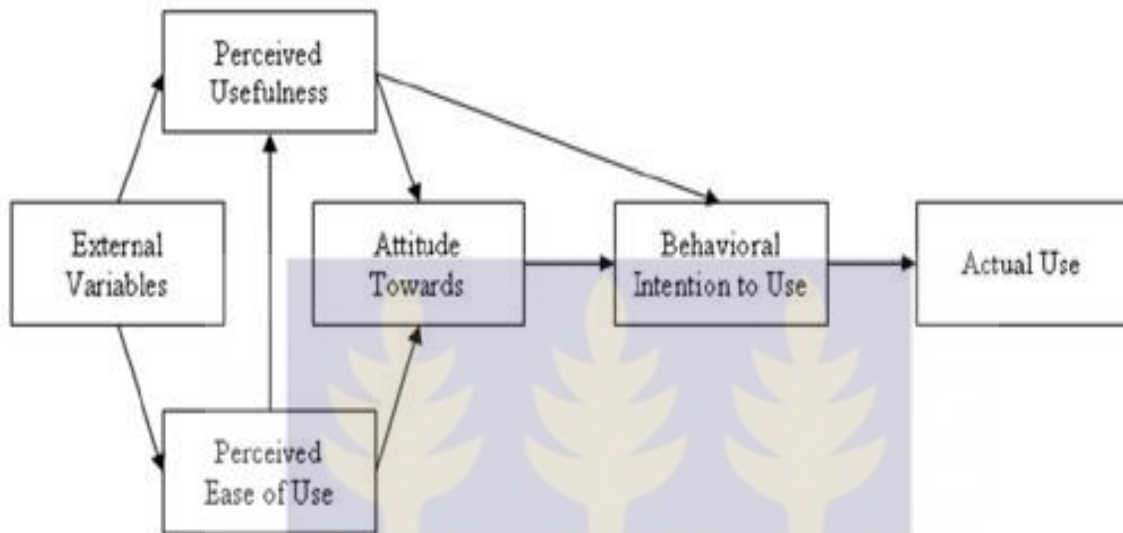 Perceived
Usefulness
External
Variables
Attitude
Towards
Behavioral
Intention to Use
Actual Use
Perceived
Ease of Use